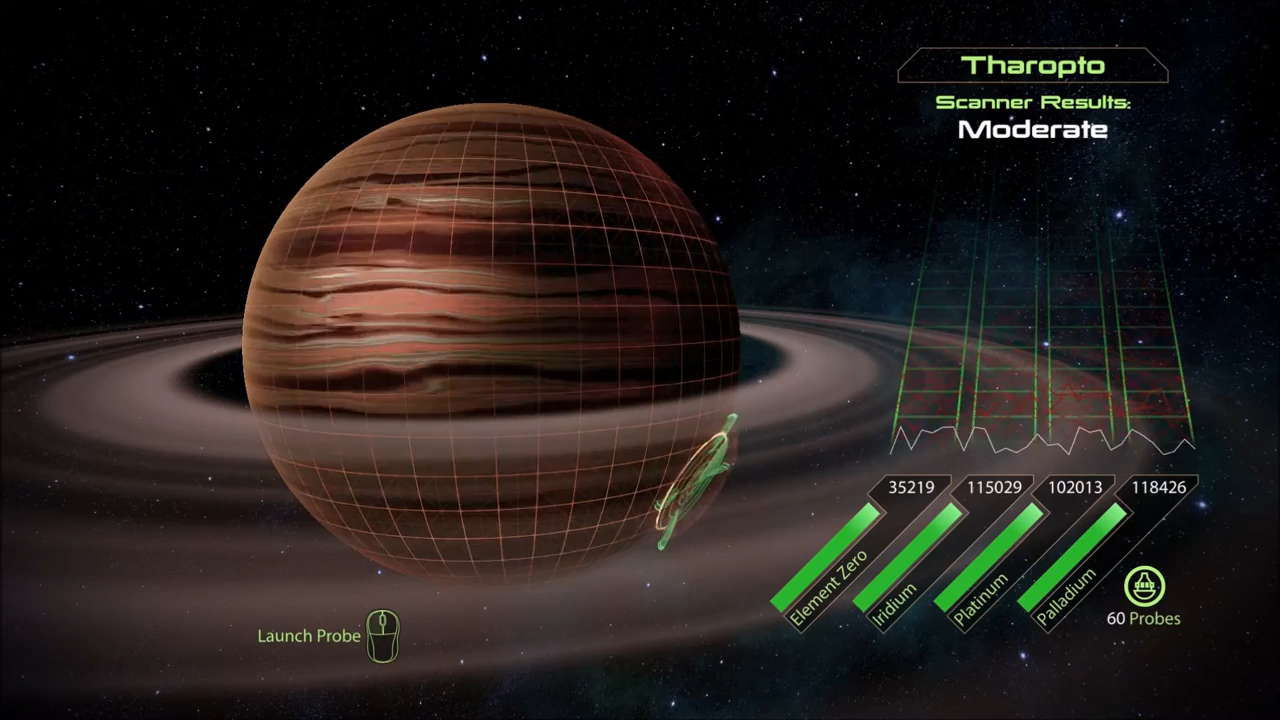 Tharopto
Scanner Results:
Moderate
35219
115029
102013
118426
Element Zero
Iridium
Platinum
Palladium
60 Probes
Launch Probe